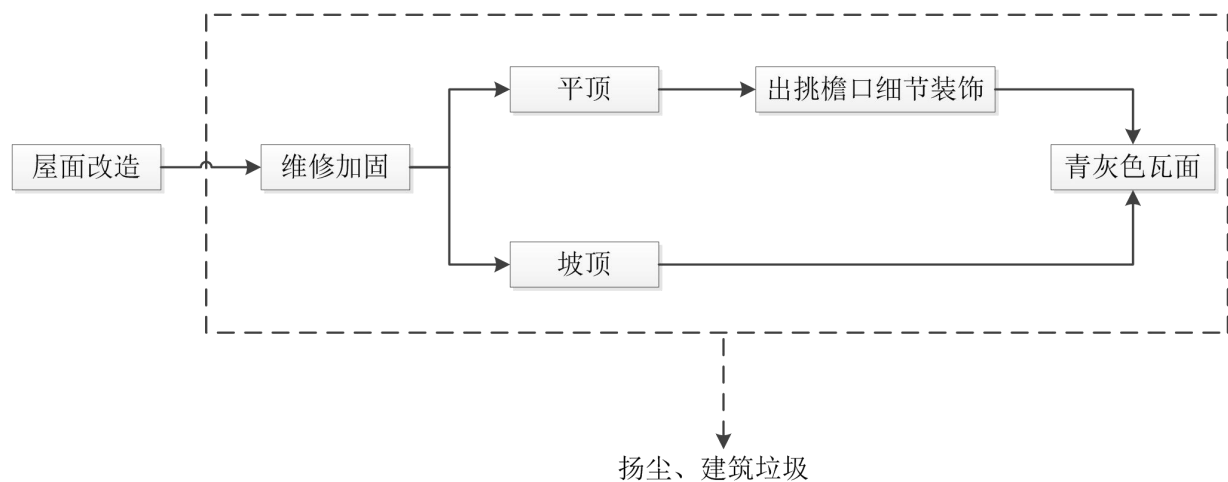 平顶
出挑檐口细节装饰
屋面改造
维修加固
青灰色瓦面
坡顶
扬尘、建筑垃圾